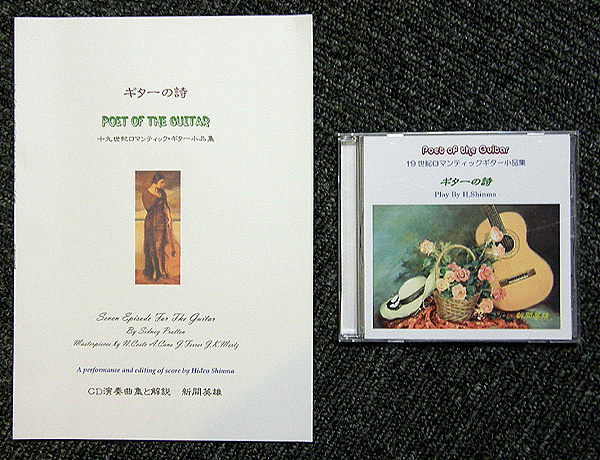 ギターの詩
POET OF THE GUITAR
十九世紀ロマンティック・ギター小品集
Seven Episode For The Guitar
By Sidney Pratten
Masterpieces by N.Coste A.Cano J.Ferrer J.K.Mertz
A performance and editing of score by Hideo Shinma
CD演奏曲集と解説 新間英雄
Poet of the Guitar
19世紀ロマンティックギター小品集
ギターの詩
Play By H,Shinma
新間英雄